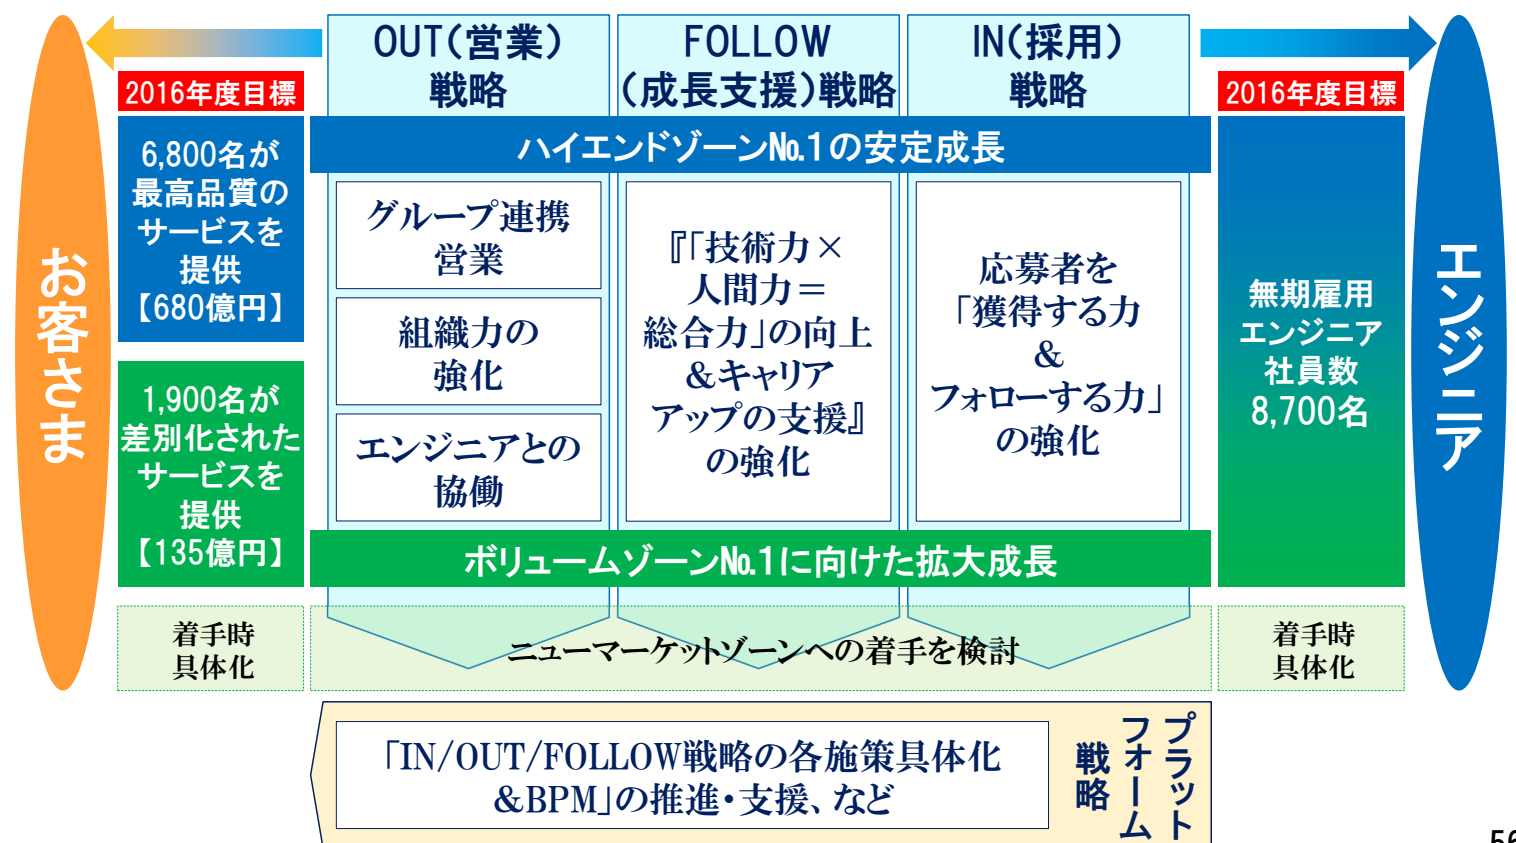 お客さま
2016年度目標
6,800名が
最高品質の
サービスを
提供
【680億円】
1,900名が
差別化された
サービスを
提供
【135億円】
着手時
具体化
OUT(営業)
戦略
FOLLOW
(成長支援)戦略
IN(採用)
戦略
ハイエンドゾーン№1の安定成長
グループ連携
営業
組織力の
強化
エンジニアとの
協働
『「技術力×
人間力＝
総合力」の向上
&キャリア
アップの支援』
の強化
応募者を
「獲得する力
&
フォローする力」
の強化
ボリュームゾーン№1に向けた拡大成長
ニューマーケットゾーンへの着手を検討
2016年度目標
無期雇用
エンジニア
社員数
8,700名
着手時
具体化
エンジニア
「IN/OUT/FOLLOW戦略の各施策具体化
&BPM」の推進・支援、など
プラット
フォーム
戦略
56